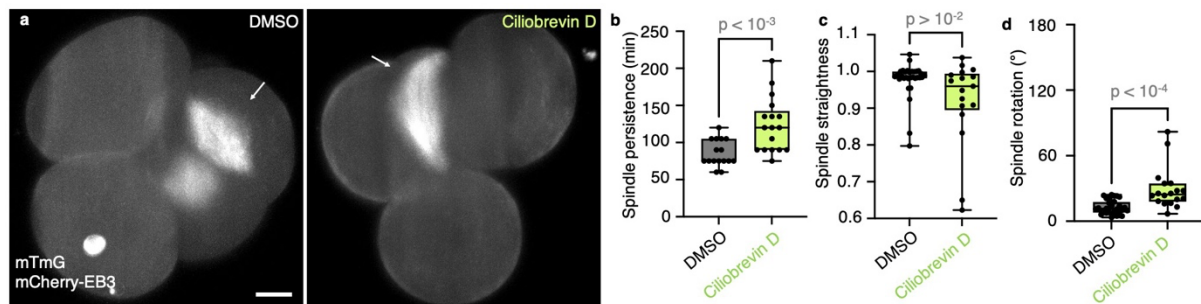 a
DMSO
mTmG
mCherry-EB3
Ciliobrevin D
b
p < 10⁻³
Spindle persistence (min)
250
200
150
100
50
0
DMSO
Ciliobrevin D
c
p > 10⁻²
Spindle straightness
1.1
1.0
0.9
0.8
0.7
0.6
DMSO
Ciliobrevin D
d
p < 10⁻⁴
Spindle rotation (°)
180
120
60
0
DMSO
Ciliobrevin D